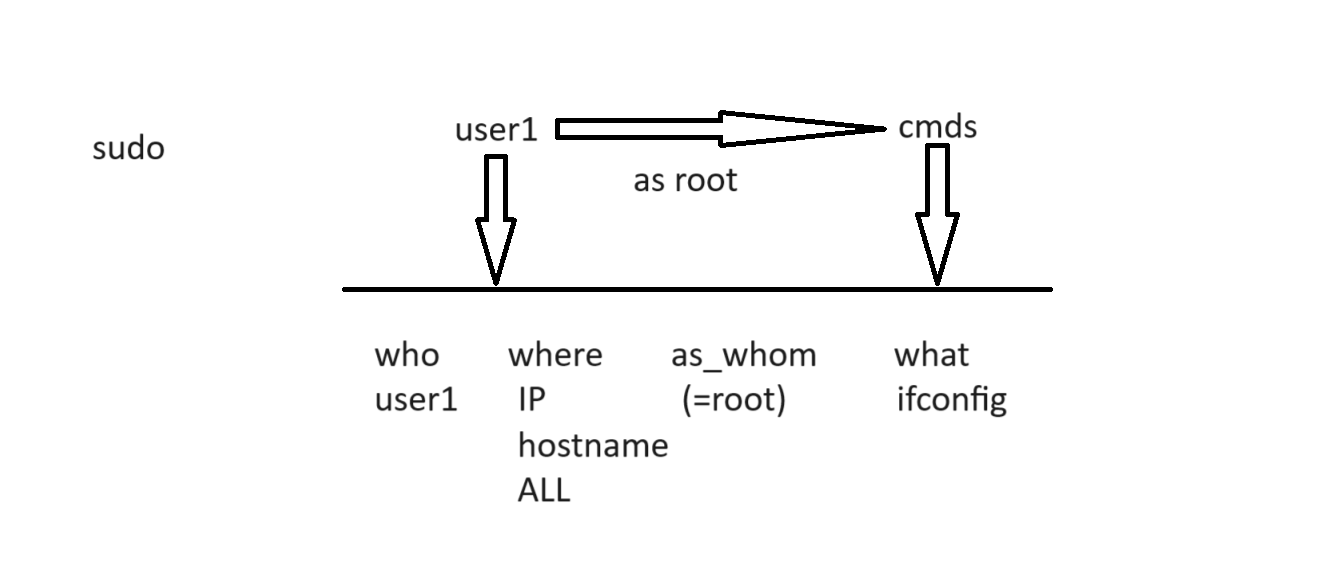 sudo
user1
cmds
as root
who where as_whom what
user1 IP (=root) ifconfig
hostname
ALL